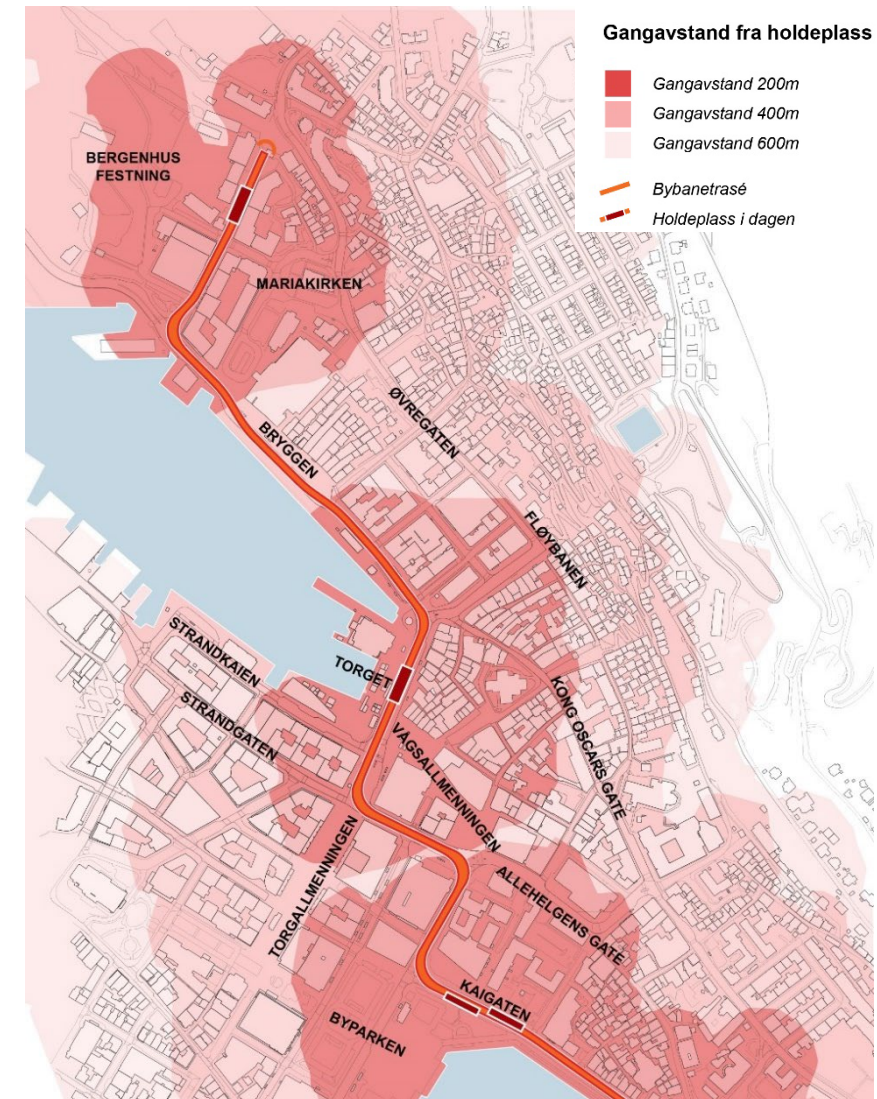 Gangavstand fra holdeplass
Gangavstand 200m
Gangavstand 400m
Gangavstand 600m
Bybanetrasé
Holdeplass i dagen
BERGENHUS
FESTNING
MARIAKIRKEN
ØVREGATEN
BRYGGEN
FLØYBANEN
STRANDKAIEN
TORGET
STRANDGATEN
KONG OSCARS GATE
VÅGSALLMENNINGEN
TORGALLMENNINGEN
ALLEHELGENS GATE
KAIGATEN
BYPARKEN